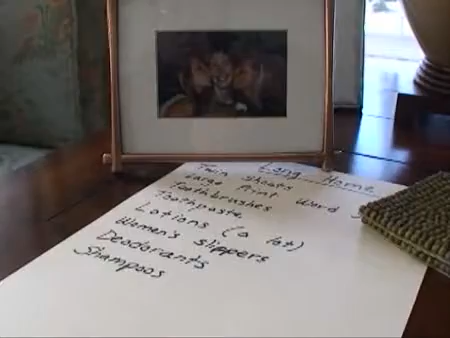 Long Home
Twin Sheets
Large Print Word
Toothbrushes
Toothpaste
Lotions (a lot)
Women's slippers
Deodorants
Shampoos